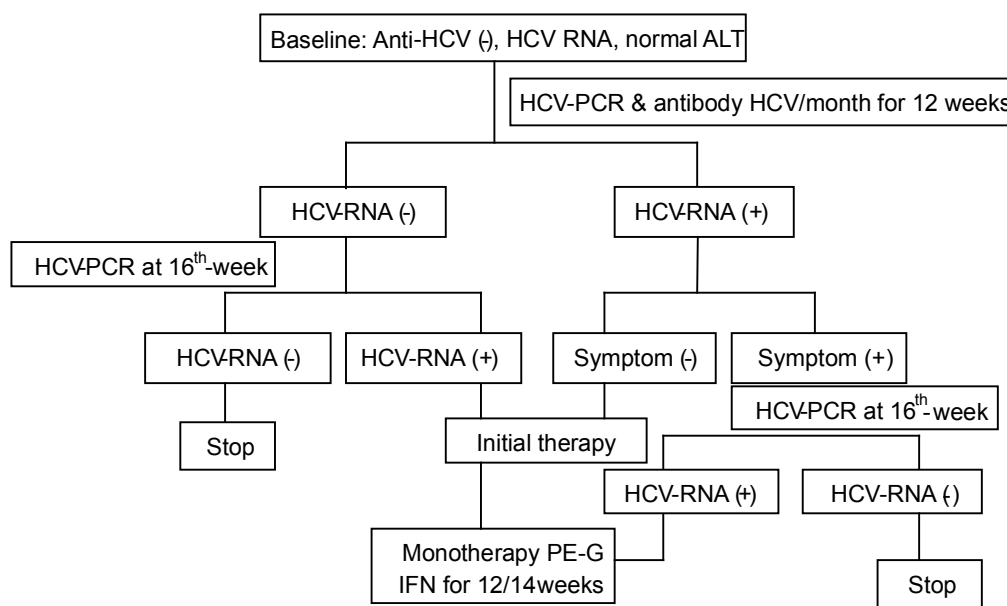 Baseline: Anti-HCV (-), HCV RNA, normal ALT
HCV-PCR & antibody HCV/month for 12 weeks
HCV-RNA (-)
HCV-RNA (+)
HCV-PCR at 16th-week
HCV-RNA (-)
HCV-RNA (+)
Symptom (-)
Symptom (+)
HCV-PCR at 16th-week
Stop
Initial therapy
HCV-RNA (+)
HCV-RNA (-)
Monotherapy PE-G
IFN for 12/14weeks
Stop